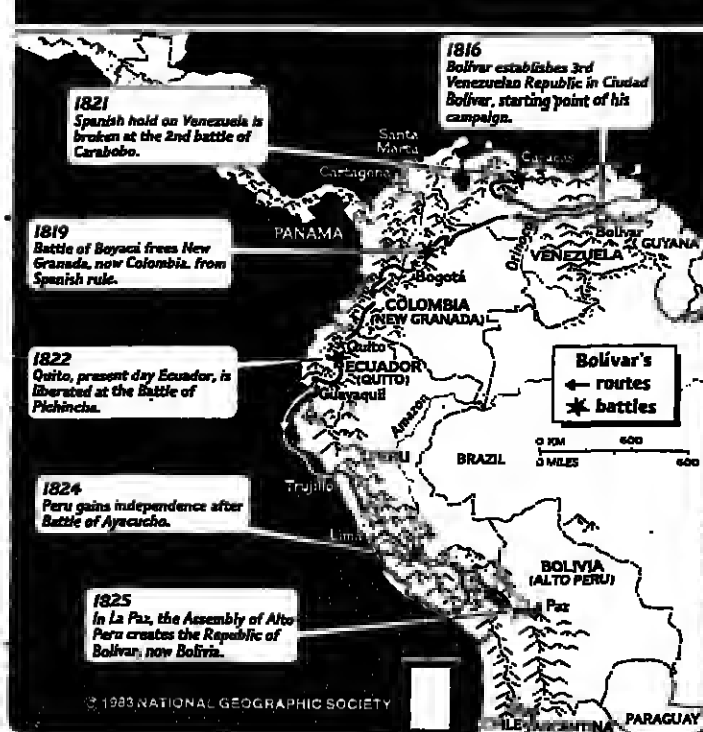 1816
Bolívar establishes 3rd
Venezuelan Republic in Ciudad
Bolívar, starting point of his
campaign.
1821
Spanish hold on Venezuela is
broken at the 2nd battle of
Carabobo.
Santa
Marta
Caracas
Cartagena
1819
Battle of Boyacá frees New
Granada, now Colombia, from
Spanish rule.
PANAMA
Orinoco
Ciudad
Bolívar
GUYANA
VENEZUELA
Bogotá
COLOMBIA
(NEW GRANADA)
1822
Quito, present day Ecuador, is
liberated at the Battle of
Pichincha.
Quito
ECUADOR
(QUITO)
Guayaquil
Bolívar's
routes
battles
Amazon
0 KM 600
0 MILES 600
PERU
BRAZIL
Trujillo
1824
Peru gains independence after
Battle of Ayacucho.
Lima
BOLIVIA
(ALTO PERU)
Paz
1825
In La Paz, the Assembly of Alto
Peru creates the Republic of
Bolívar, now Bolivia.
© 1983 NATIONAL GEOGRAPHIC SOCIETY
CHILE
ARGENTINA
PARAGUAY